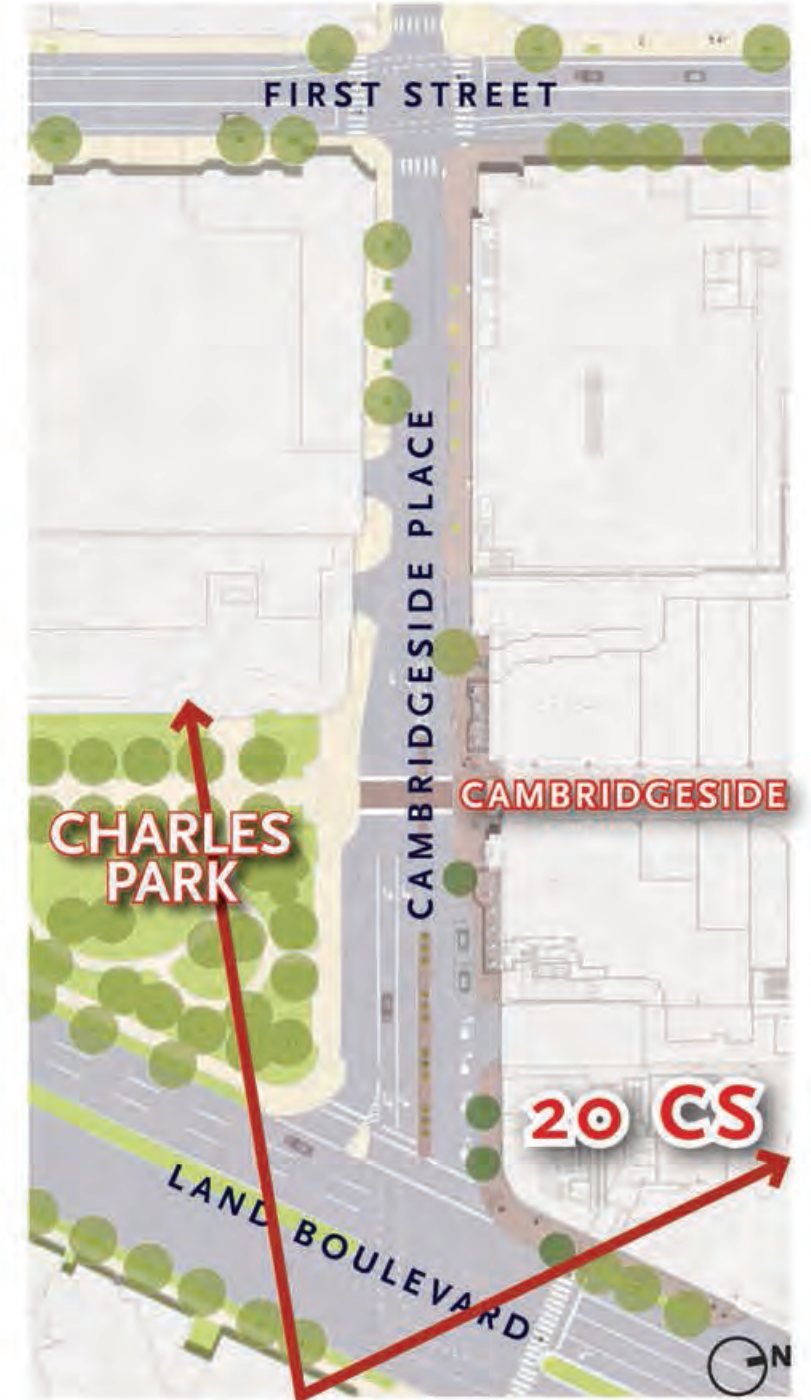 FIRST STREET
CAMBRIDGESIDE PLACE
CAMBRIDGESIDE
CHARLES
PARK
20 CS
LAND BOULEVARD
N